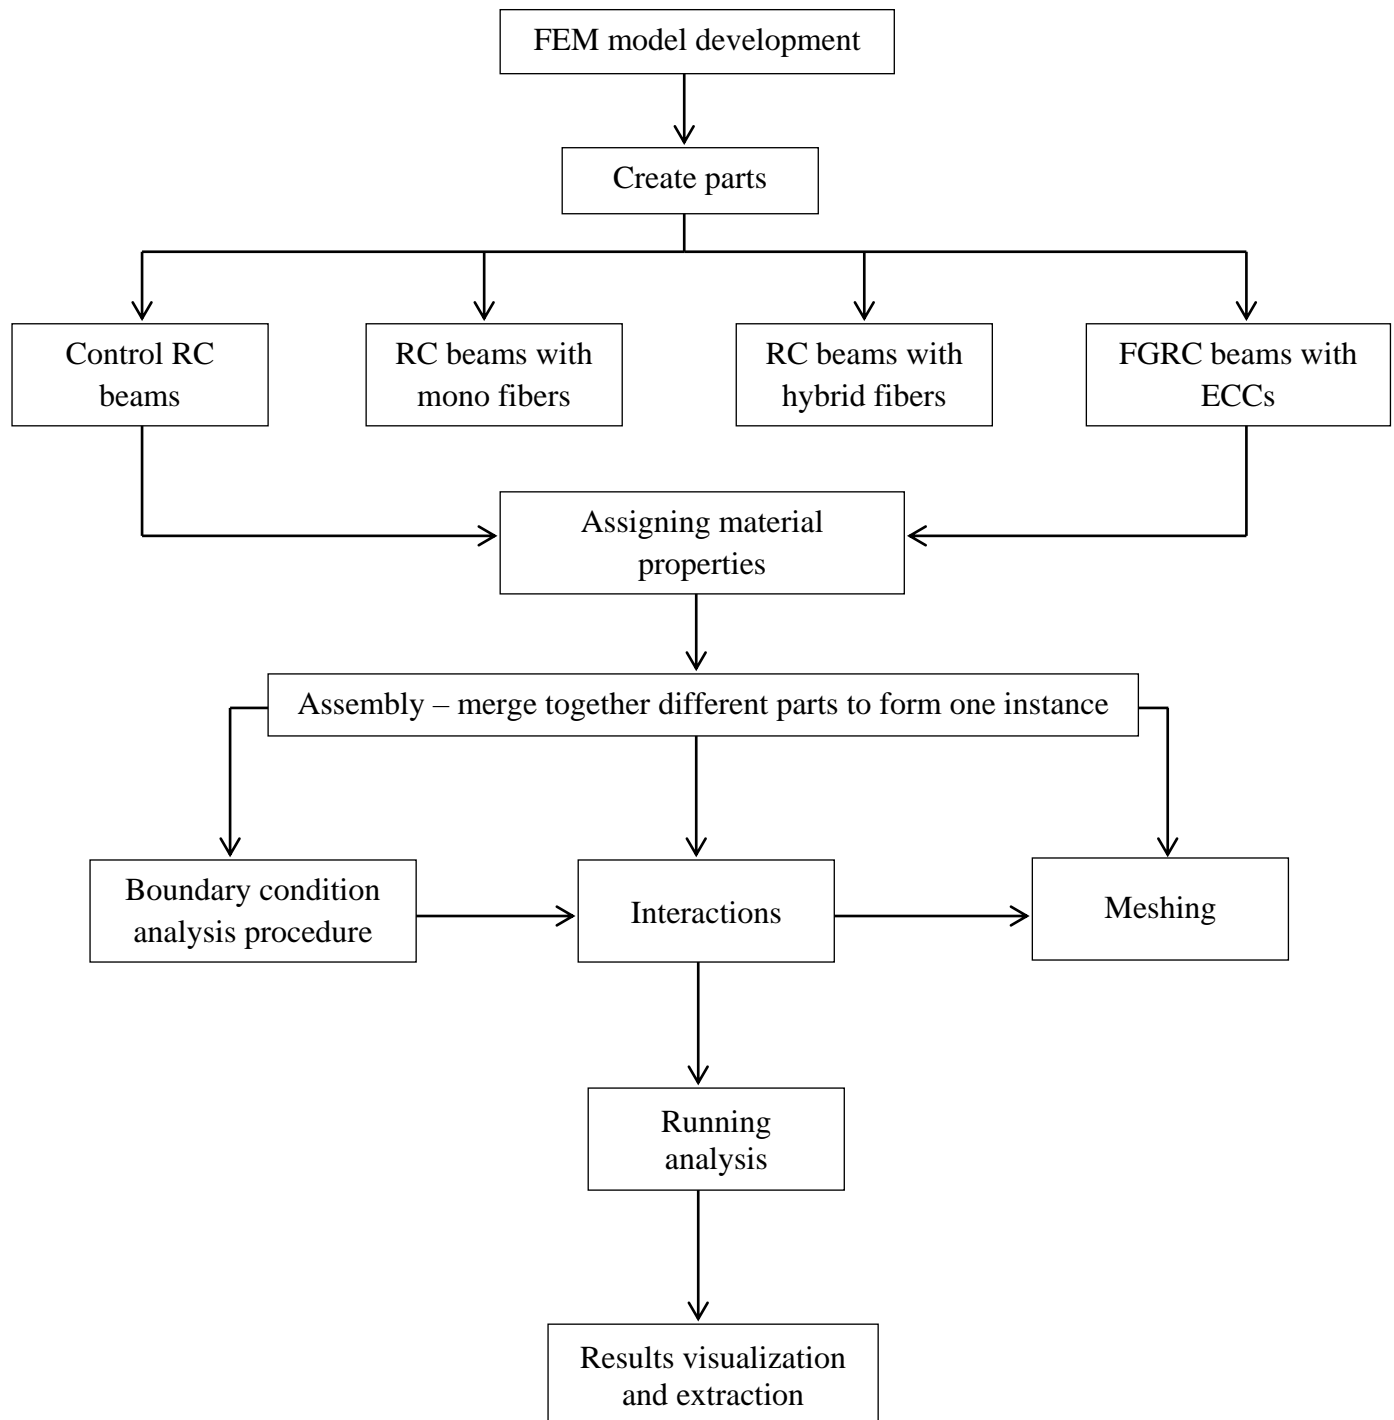 FEM model development
Create parts
Control RC
beams
RC beams with
mono fibers
RC beams with
hybrid fibers
FGRC beams with
ECCs
Assigning material
properties
Assembly – merge together different parts to form one instance
Boundary condition
analysis procedure
Interactions
Meshing
Running
analysis
Results visualization
and extraction